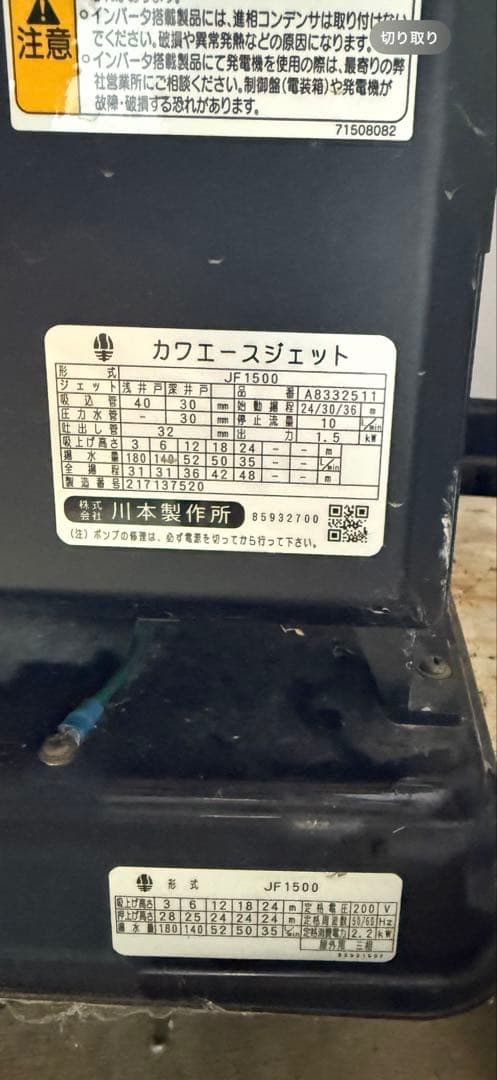 注意
○インバータ搭載製品には、進相コンデンサは取り付けない
でください。破損や異常発熱などの原因になります。
○インバータ搭載製品にて発電機を使用の際は、最寄りの弊
社営業所にご相談ください。制御盤(電装箱)や発電機が
故障・破損する恐れがあります。
71508082
切り取り
カワエースジェット
形式 JF1500
ジェット 浅井戸 深井戸 品番 A8332511
吸込管 40 30 mm 始動揚程 24/30/36 m
圧力水管 - 30 mm 停止流量 10 L/min
吐出し管 32 mm 出力 1.5 kW
吸上げ高さ 3 6 12 18 24 - - m
揚水量 180 140 52 50 35 - - L/min
全揚程 31 31 36 42 48 - - m
製造番号 217137520
株式会社 川本製作所 85932700
(注) ポンプの修理は、必ず電源を切ってから行って下さい。
形式 JF1500
吸上げ高さ 3 6 12 18 24 m 定格電圧 200 V
押上げ高さ 28 25 24 24 24 m 定格周波数 50/60 Hz
揚水量 180 140 52 50 35 L/min 定格消費電力 2.2 kW
屋外用 三相